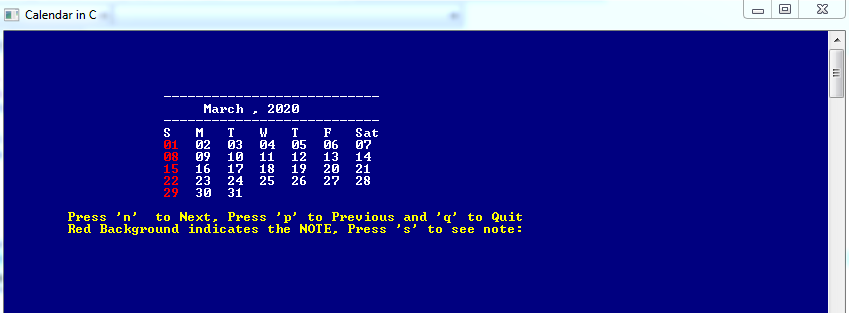 Calendar in C
---------------------------
March , 2020
---------------------------
S M T W T F Sat
01 02 03 04 05 06 07
08 09 10 11 12 13 14
15 16 17 18 19 20 21
22 23 24 25 26 27 28
29 30 31
Press 'n'  to Next, Press 'p' to Previous and 'q' to Quit
Red Background indicates the NOTE, Press 's' to see note: